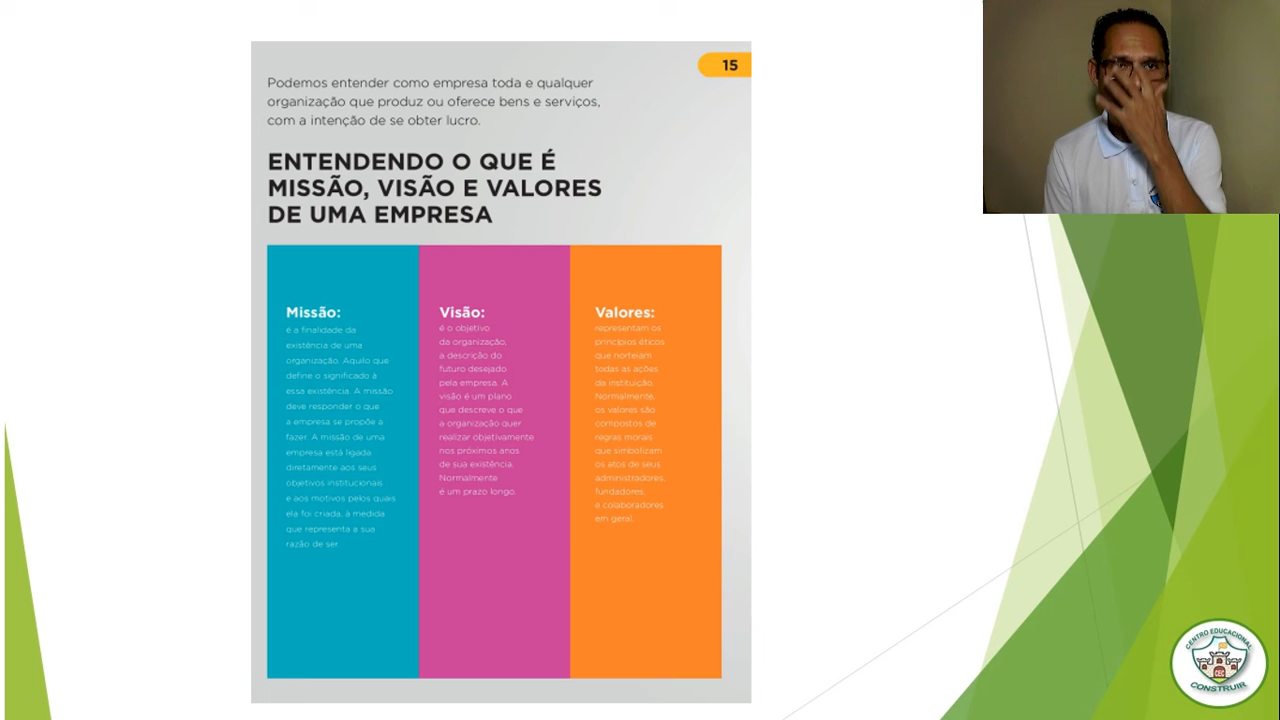 15
Podemos entender como empresa toda e qualquer
organização que produz ou oferece bens e serviços,
com a intenção de se obter lucro.
ENTENDENDO O QUE É
MISSÃO, VISÃO E VALORES
DE UMA EMPRESA
Missão:
é a finalidade da
existência de uma
organização. Aquilo que
define o significado a
essa existência. A missão
deve responder o que
a empresa se propõe a
fazer. A missão de uma
empresa está ligada
diretamente aos seus
objetivos institucionais
e aos motivos pelos quais
ela foi criada, à medida
que representa a sua
razão de ser.
Visão:
é o objetivo
da organização,
a descrição do
futuro desejado
pela empresa. A
visão é um plano
que descreve o que
a organização quer
realizar objetivamente
nos próximos anos
de sua existência.
Normalmente
é um prazo longo.
Valores:
representam os
princípios éticos
que norteiam
todas as ações
da instituição.
Normalmente,
os valores são
compostos de
regras morais
que simbolizam
os atos de seus
administradores,
fundadores,
e colaboradores
em geral.
CENTRO EDUCACIONAL
CEC
CONSTRUIR